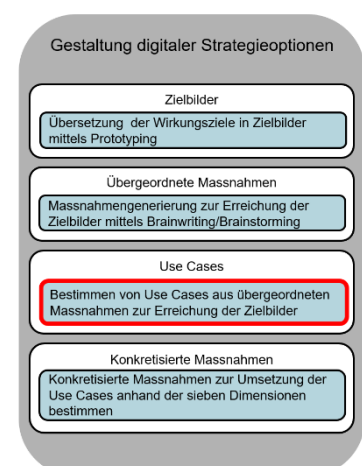 Gestaltung digitaler Strategieoptionen
Zielbilder
Übersetzung der Wirkungsziele in Zielbilder
mittels Prototyping
Übergeordnete Massnahmen
Massnahmengenerierung zur Erreichung der
Zielbilder mittels Brainwriting/Brainstorming
Use Cases
Bestimmen von Use Cases aus übergeordneten
Massnahmen zur Erreichung der Zielbilder
Konkretisierte Massnahmen
Konkretisierte Massnahmen zur Umsetzung der
Use Cases anhand der sieben Dimensionen
bestimmen